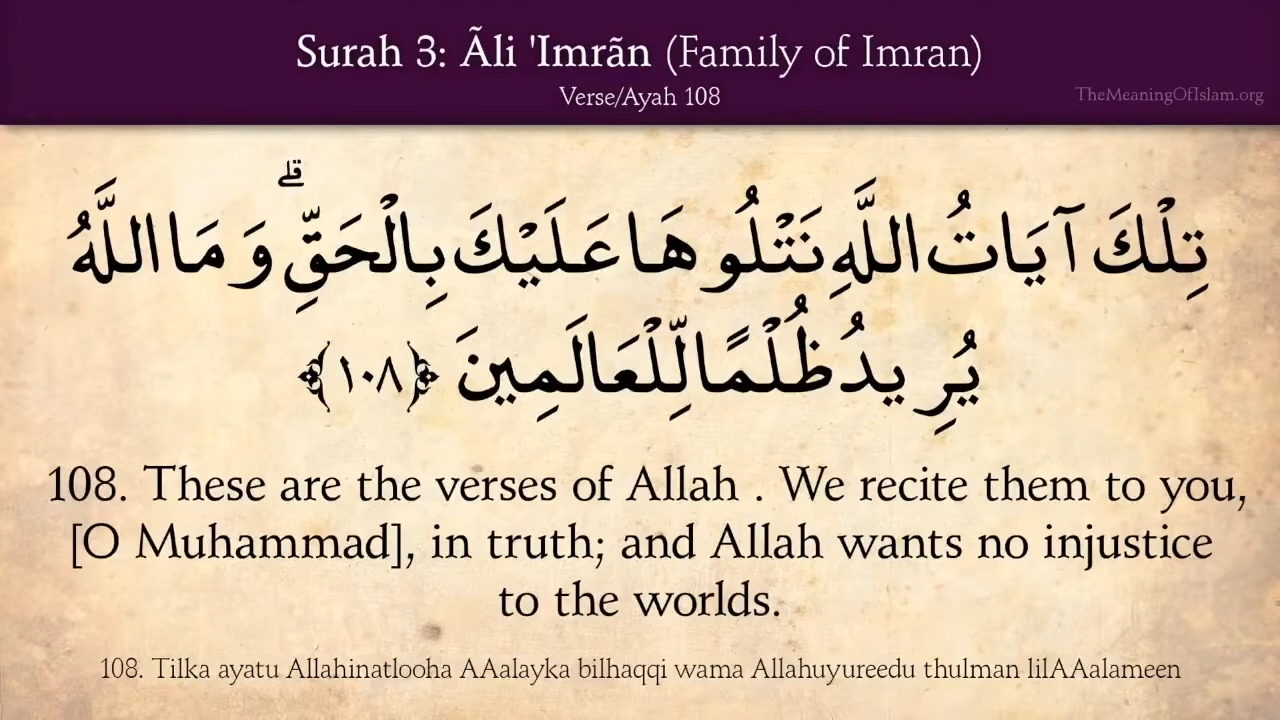 Surah 3: Ãli 'Imrãn (Family of Imran)
Verse/Ayah 108
TheMeaningOfIslam.org
تِلْكَ آيَاتُ اللَّهِ نَتْلُوهَا عَلَيْكَ بِالْحَقِّ ۗ وَمَا اللَّهُ
يُرِيدُ ظُلْمًا لِّلْعَالَمِينَ ﴿١٠٨﴾
108. These are the verses of Allah . We recite them to you,
[O Muhammad], in truth; and Allah wants no injustice
to the worlds.
108. Tilka ayatu Allahinatlooha AAalayka bilhaqqi wama Allahuyureedu thulman lilAAalameen